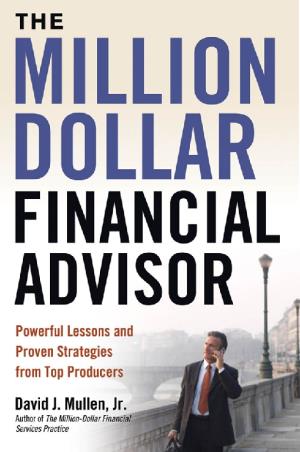 THE
MILLION
DOLLAR
FINANCIAL
ADVISOR
Powerful Lessons and
Proven Strategies
from Top Producers
David J. Mullen, Jr.
Author of The Million-Dollar Financial
Services Practice